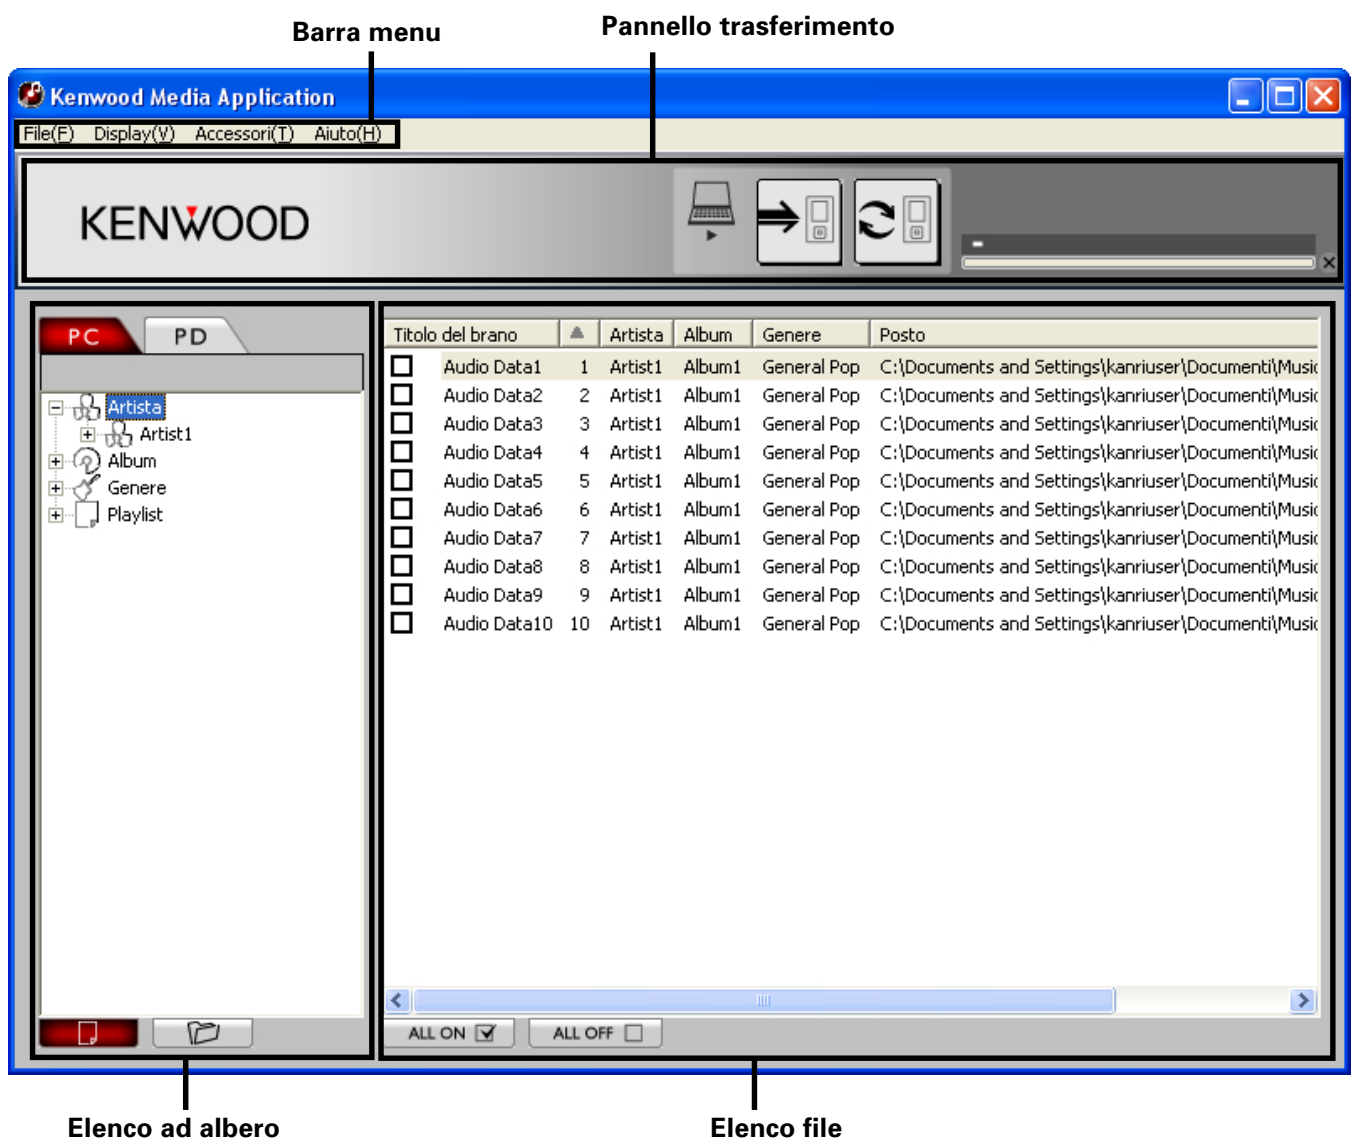 Barra menu
Pannello trasferimento
Kenwood Media Application
File(F) Display(V) Accessori(T) Aiuto(H)
KENWOOD
PC PD
Artista
Artist1
Album
Genere
Playlist
Titolo del brano Artista Album Genere Posto
Audio Data1 1 Artist1 Album1 General Pop C:\Documents and Settings\kanriuser\Documenti\Music
Audio Data2 2 Artist1 Album1 General Pop C:\Documents and Settings\kanriuser\Documenti\Music
Audio Data3 3 Artist1 Album1 General Pop C:\Documents and Settings\kanriuser\Documenti\Music
Audio Data4 4 Artist1 Album1 General Pop C:\Documents and Settings\kanriuser\Documenti\Music
Audio Data5 5 Artist1 Album1 General Pop C:\Documents and Settings\kanriuser\Documenti\Music
Audio Data6 6 Artist1 Album1 General Pop C:\Documents and Settings\kanriuser\Documenti\Music
Audio Data7 7 Artist1 Album1 General Pop C:\Documents and Settings\kanriuser\Documenti\Music
Audio Data8 8 Artist1 Album1 General Pop C:\Documents and Settings\kanriuser\Documenti\Music
Audio Data9 9 Artist1 Album1 General Pop C:\Documents and Settings\kanriuser\Documenti\Music
Audio Data10 10 Artist1 Album1 General Pop C:\Documents and Settings\kanriuser\Documenti\Music
ALL ON ALL OFF
Elenco ad albero
Elenco file